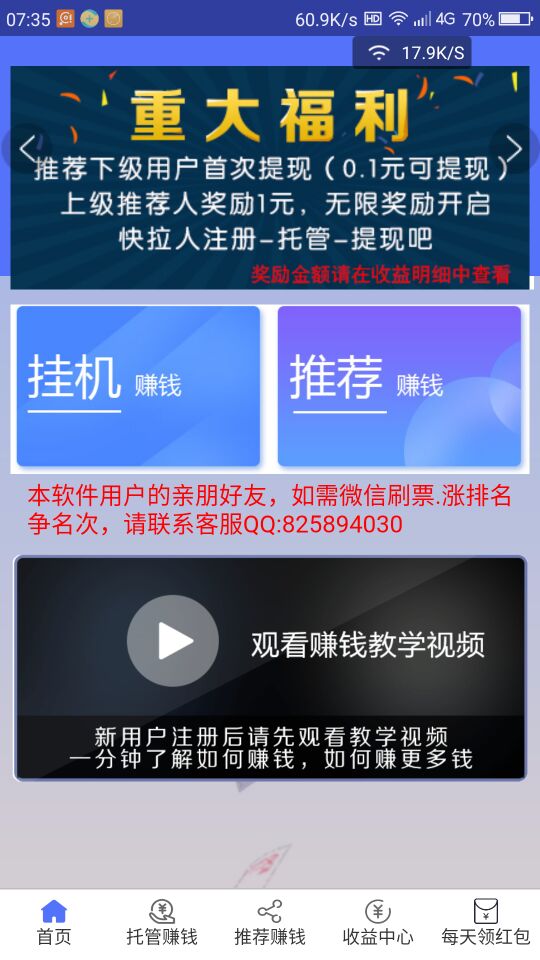 07:35 60.9K/s HD 4G 70%
17.9K/S
重大福利
推荐下级用户首次提现（0.1元可提现）
上级推荐人奖励1元，无限奖励开启
快拉人注册-托管-提现吧
奖励金额请在收益明细中查看
挂机 赚钱
推荐 赚钱
本软件用户的亲朋好友，如需微信刷票.涨排名
争名次，请联系客服QQ:825894030
观看赚钱教学视频
新用户注册后请先观看教学视频
一分钟了解如何赚钱，如何赚更多钱
首页 托管赚钱 推荐赚钱 收益中心 每天领红包